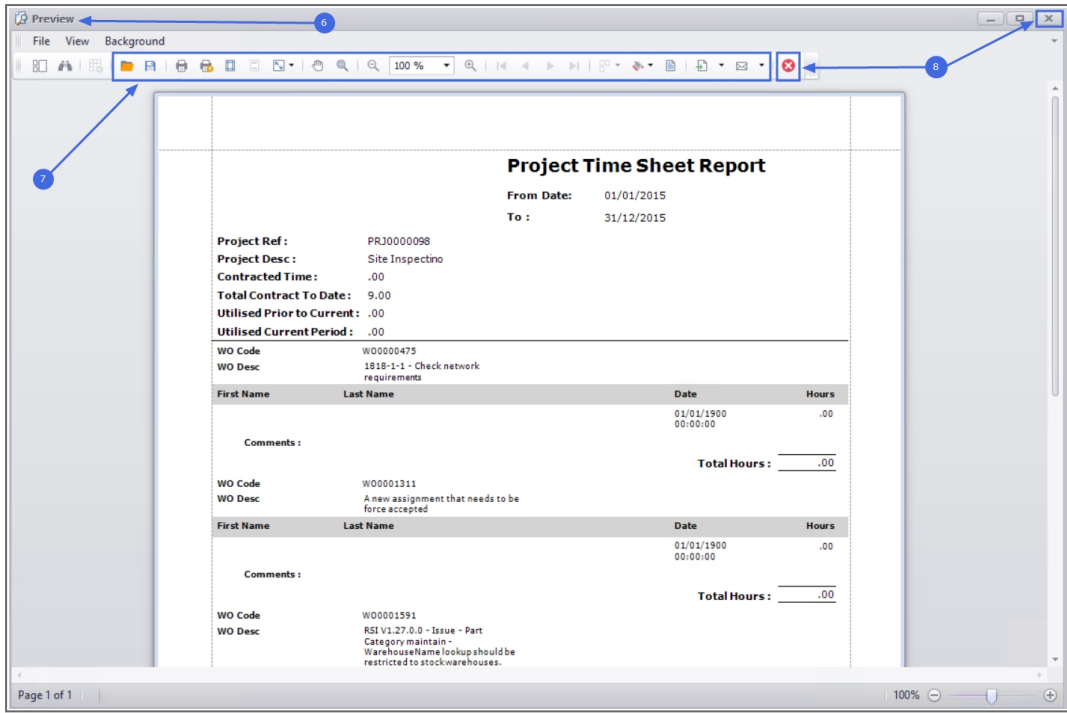 Preview
6
File View Background
100 %
8
7
Project Time Sheet Report
From Date: 01/01/2015
To : 31/12/2015
Project Ref : PRJ0000098
Project Desc : Site Inspectino
Contracted Time : .00
Total Contract To Date : 9.00
Utilised Prior to Current : .00
Utilised Current Period : .00
WO Code WO0000475
WO Desc 1818-1-1 - Check network
requirements
First Name Last Name Date Hours
01/01/1900 .00
00:00:00
Comments :
Total Hours : .00
WO Code WO0001311
WO Desc A new assignment that needs to be
force accepted
First Name Last Name Date Hours
01/01/1900 .00
00:00:00
Comments :
Total Hours : .00
WO Code WO0001591
WO Desc RSI V1.27.0.0 - Issue - Part
Category maintain -
WarehouseName lookup should be
restricted to stock warehouses.
Page 1 of 1 100%